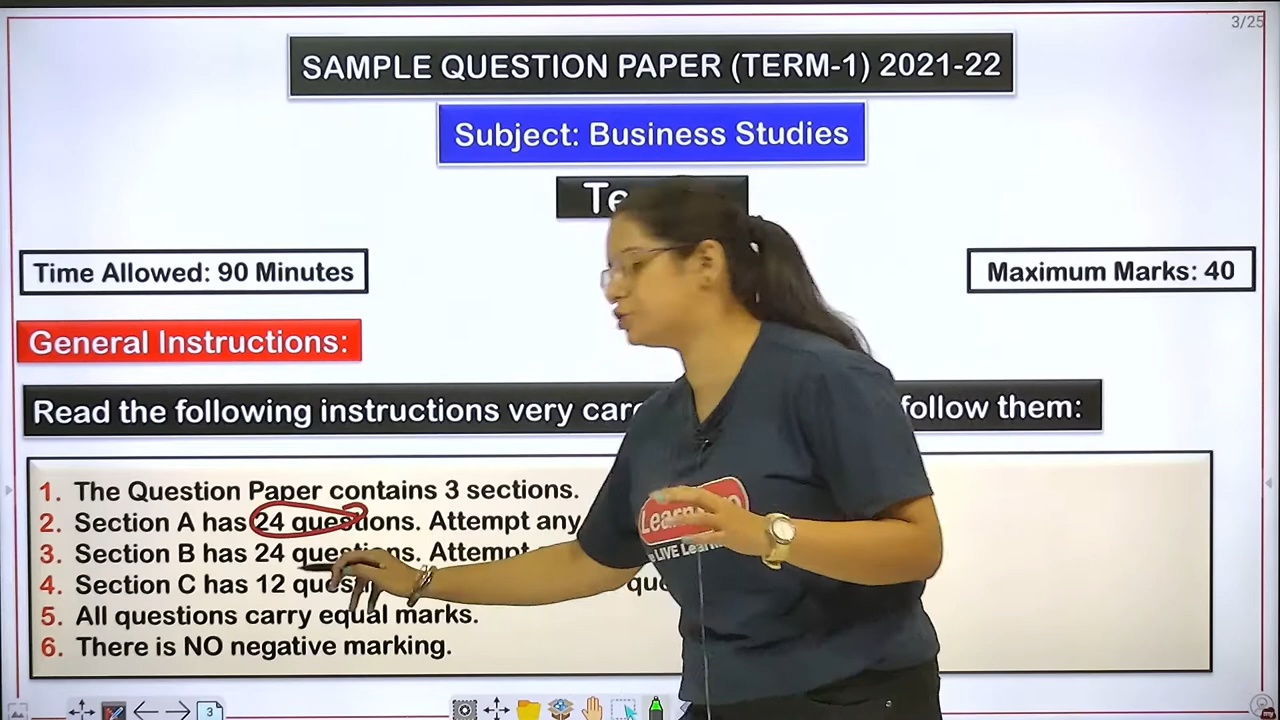 3/25
SAMPLE QUESTION PAPER (TERM-1) 2021-22
Subject: Business Studies
Time Allowed: 90 Minutes
Maximum Marks: 40
General Instructions:
Read the following instructions very follow them:
1. The Question Paper contains 3 sections.
2. Section A has 24 questions. Attempt any
3. Section B has 24 questions. Attempt
4. Section C has 12
5. All questions carry equal marks.
6. There is NO negative marking.
LIVE
3